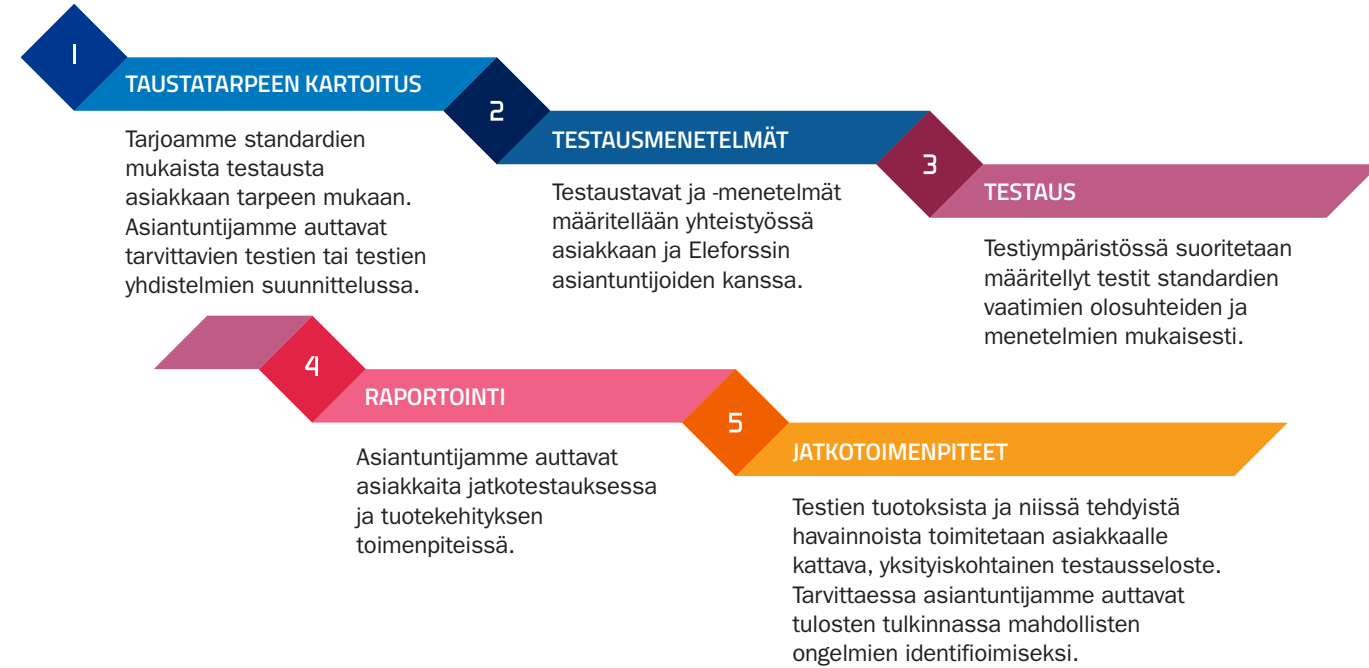 1
TAUSTATARPEEN KARTOITUS
Tarjoamme standardien
mukaista testausta
asiakkaan tarpeen mukaan.
Asiantuntijamme auttavat
tarvittavien testien tai testien
yhdistelmien suunnittelussa.
2
TESTAUSMENETELMÄT
Testaustavat ja -menetelmät
määritellään yhteistyössä
asiakkaan ja Eleforssin
asiantuntijoiden kanssa.
3
TESTAUS
Testiympäristössä suoritetaan
määritellyt testit standardien
vaatimien olosuhteiden ja
menetelmien mukaisesti.
4
RAPORTOINTI
Asiantuntijamme auttavat
asiakkaita jatkotestauksessa
ja tuotekehityksen
toimenpiteissä.
5
JATKOTOIMENPITEET
Testien tuotoksista ja niissä tehdyistä
havainnoista toimitetaan asiakkaalle
kattava, yksityiskohtainen testausseloste.
Tarvittaessa asiantuntijamme auttavat
tulosten tulkinnassa mahdollisten
ongelmien identifioimiseksi.